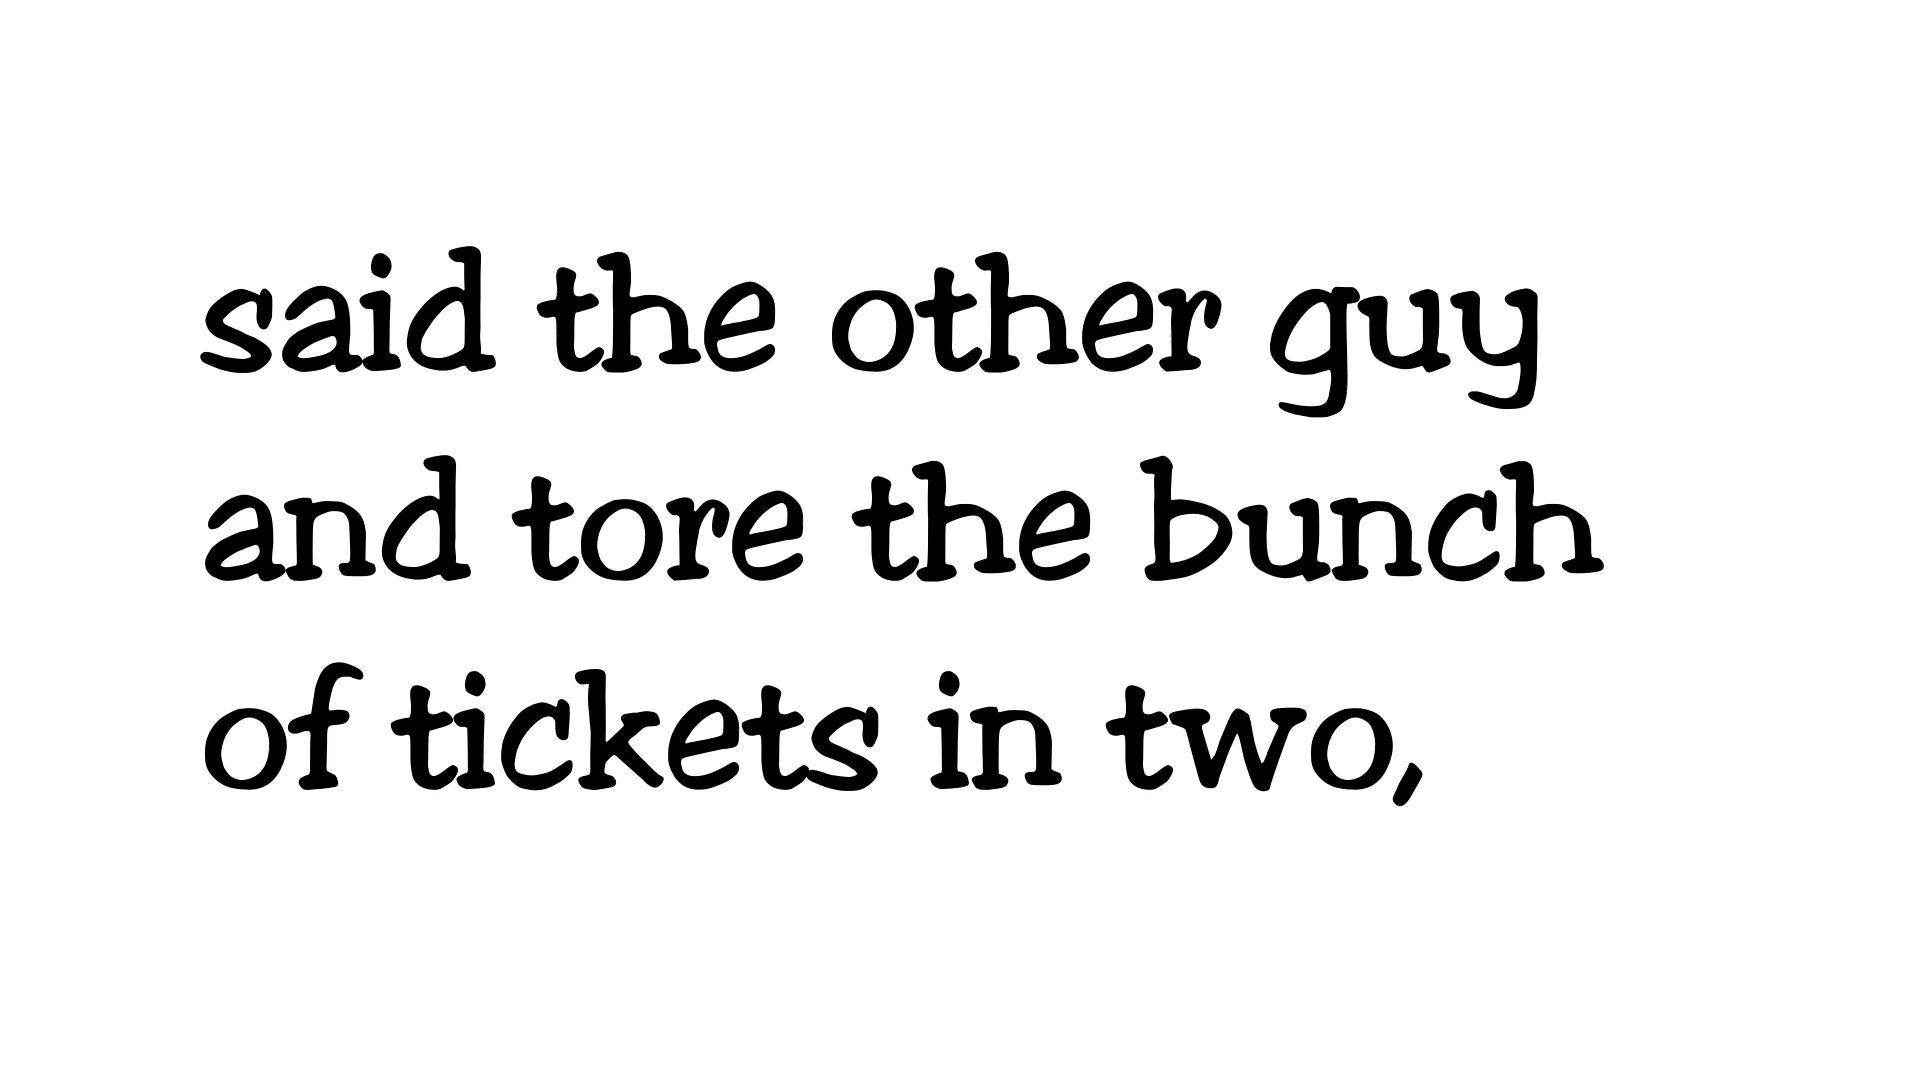 said the other guy
and tore the bunch
of tickets in two,